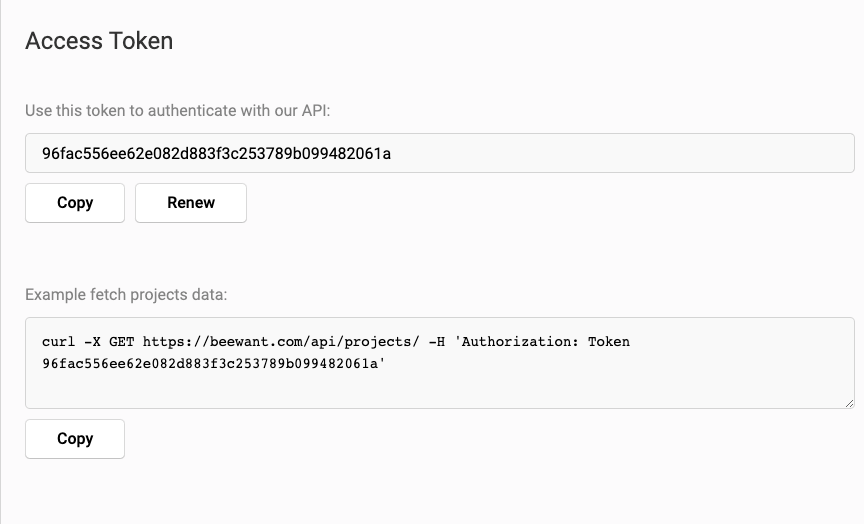 Access Token
Use this token to authenticate with our API:
96fac556ee62e082d883f3c253789b099482061a
Copy Renew
Example fetch projects data:
curl -X GET https://beewant.com/api/projects/ -H 'Authorization: Token
96fac556ee62e082d883f3c253789b099482061a'
Copy